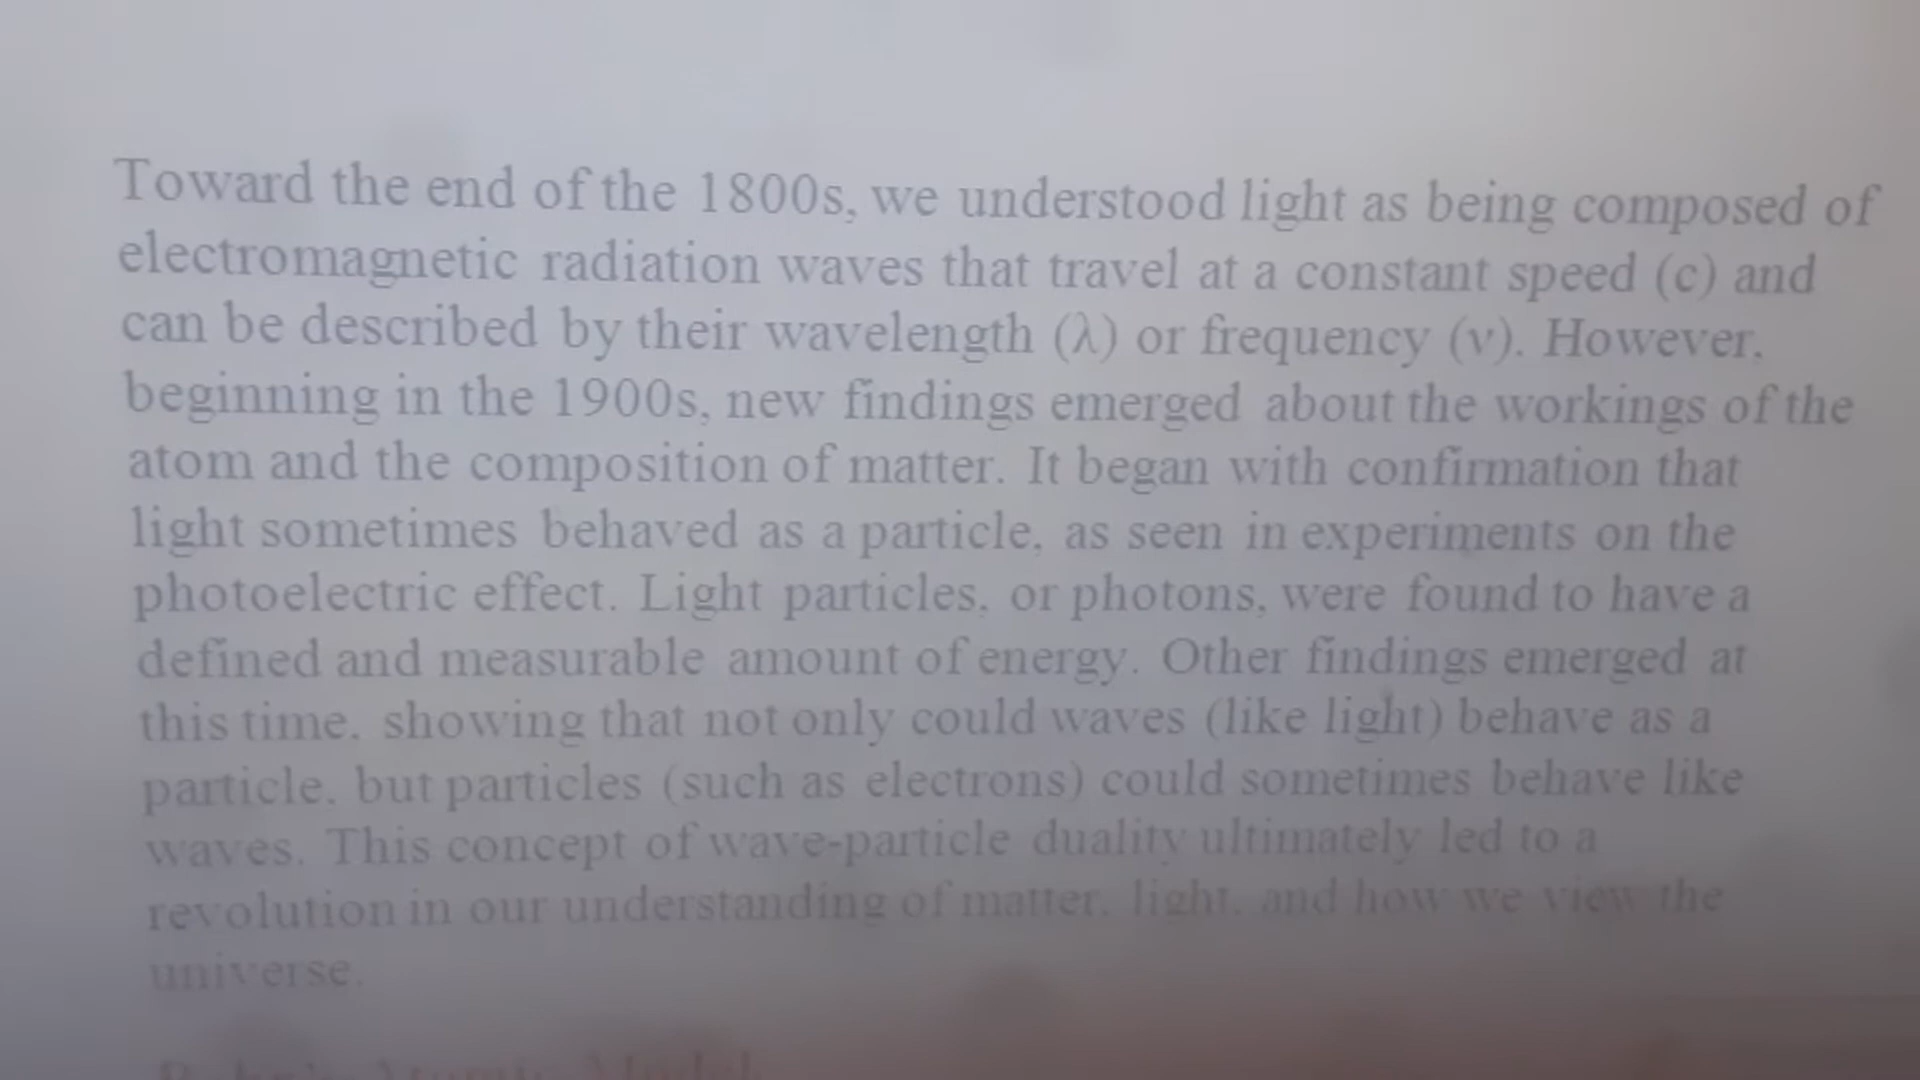 Toward the end of the 1800s, we understood light as being composed of
electromagnetic radiation waves that travel at a constant speed (c) and
can be described by their wavelength (λ) or frequency (v). However,
beginning in the 1900s, new findings emerged about the workings of the
atom and the composition of matter. It began with confirmation that
light sometimes behaved as a particle, as seen in experiments on the
photoelectric effect. Light particles, or photons, were found to have a
defined and measurable amount of energy. Other findings emerged at
this time, showing that not only could waves (like light) behave as a
particle, but particles (such as electrons) could sometimes behave like
waves. This concept of wave-particle duality ultimately led to a
revolution in our understanding of matter, light, and how we view the
universe.
Bohr's Atomic Model